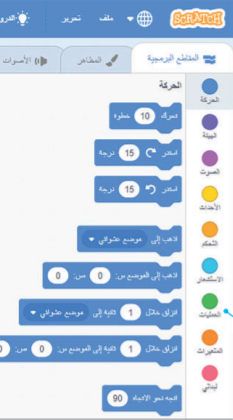 SCRATCH
ملف
تحرير
الدرو
المقاطع البرمجية
المظاهر
الأصوات
الحركة
الحركة
الهيئة
الصوت
الأحداث
التحكم
الاستشعار
العمليات
المتغيرات
لبناتي
تحرك 10 خطوة
استدر 15 درجة
استدر 15 درجة
اذهب إلى موضع عشوائي
اذهب إلى الموضع س: 0 ص: 0
انزلق خلال 1 ثانية إلى موضع عشوائي
انزلق خلال 1 ثانية إلى الموضع س: 0 ص: 0
اتجه نحو الاتجاه 90